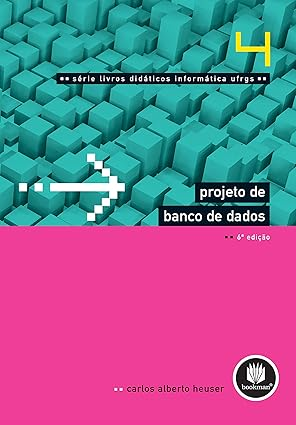 4
série livros didáticos informática ufrgs
projeto de
banco de dados
6ª edição
carlos alberto heuser
bookman®